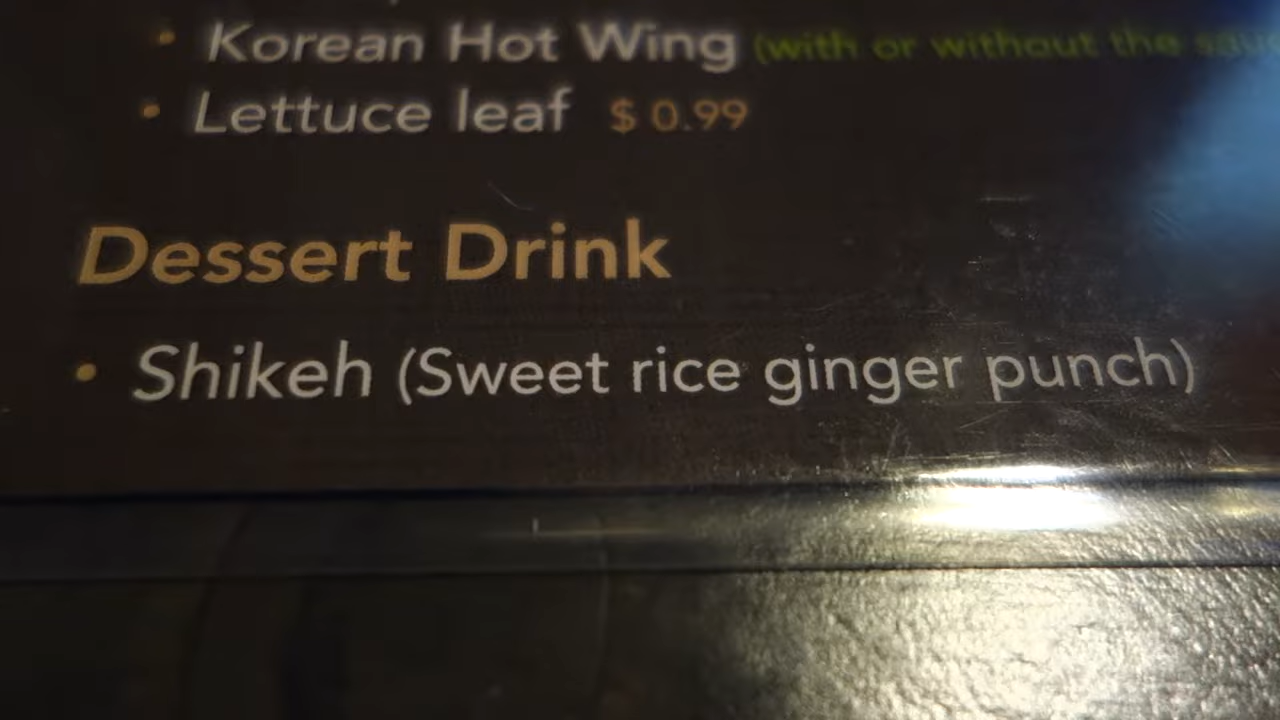 • Korean Hot Wing (with or without the
• Lettuce leaf $ 0.99
Dessert Drink
• Shikeh (Sweet rice ginger punch)